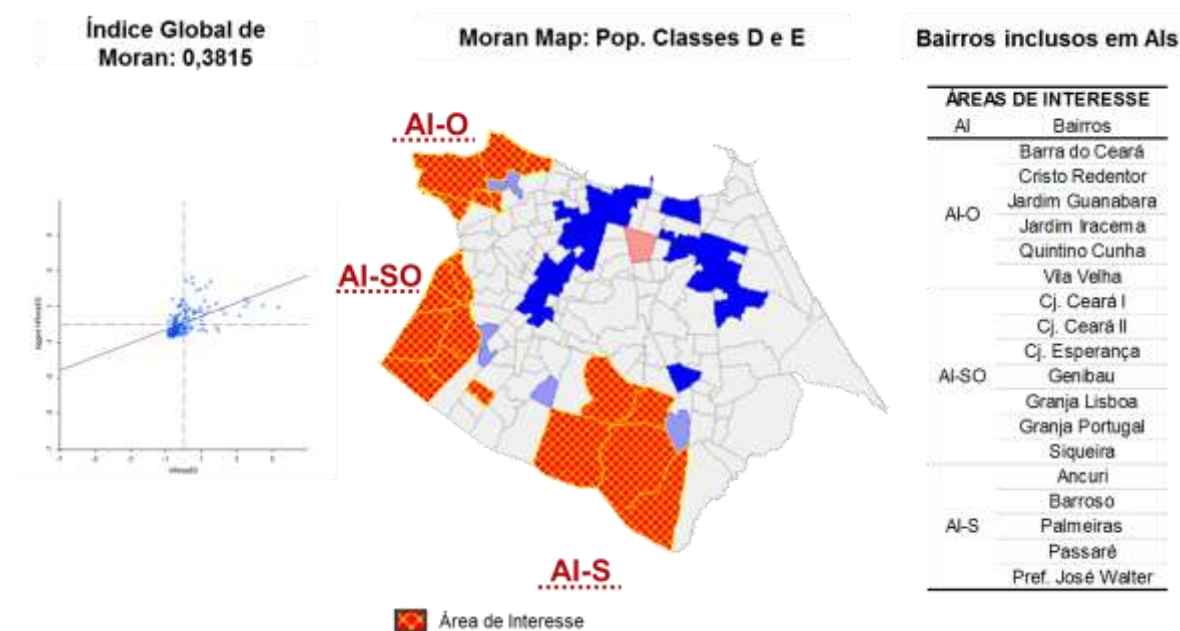 Índice Global de
Moran: 0,3815
Moran Map: Pop. Classes D e E
Bairros inclusos em AIs
AI-O
AI-SO
AI-S
Área de Interesse
ÁREAS DE INTERESSE
AI Bairros
AI-O
Barra do Ceará
Cristo Redentor
Jardim Guanabara
Jardim Iracema
Quintino Cunha
Vila Velha
AI-SO
Cj. Ceará I
Cj. Ceará II
Cj. Esperança
Genibau
Granja Lisboa
Granja Portugal
Siqueira
AI-S
Ancuri
Barroso
Palmeiras
Passaré
Pref. José Walter